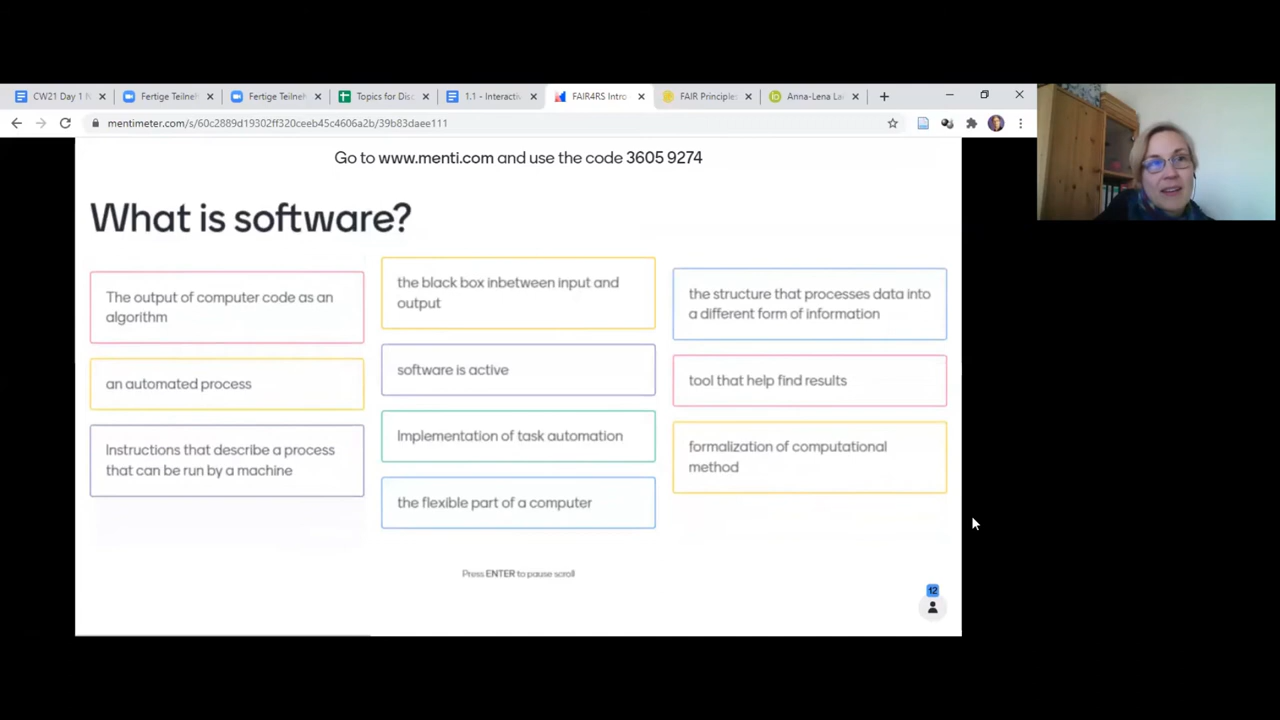 CW21 Day 1 N
Fertige Teilneh
Fertige Teilneh
Topics for Disc
1.1 - Interactiv
FAIR4RS Intro
FAIR Principles
Anna-Lena La
mentimeter.com/s/60c2889d19302ff320ceeb45c4606a2b/39b83daee111
Go to www.menti.com and use the code 3605 9274
What is software?
The output of computer code as an
algorithm
an automated process
Instructions that describe a process
that can be run by a machine
the black box inbetween input and
output
software is active
Implementation of task automation
the flexible part of a computer
the structure that processes data into
a different form of information
tool that help find results
formalization of computational
method
Press ENTER to pause scroll
12